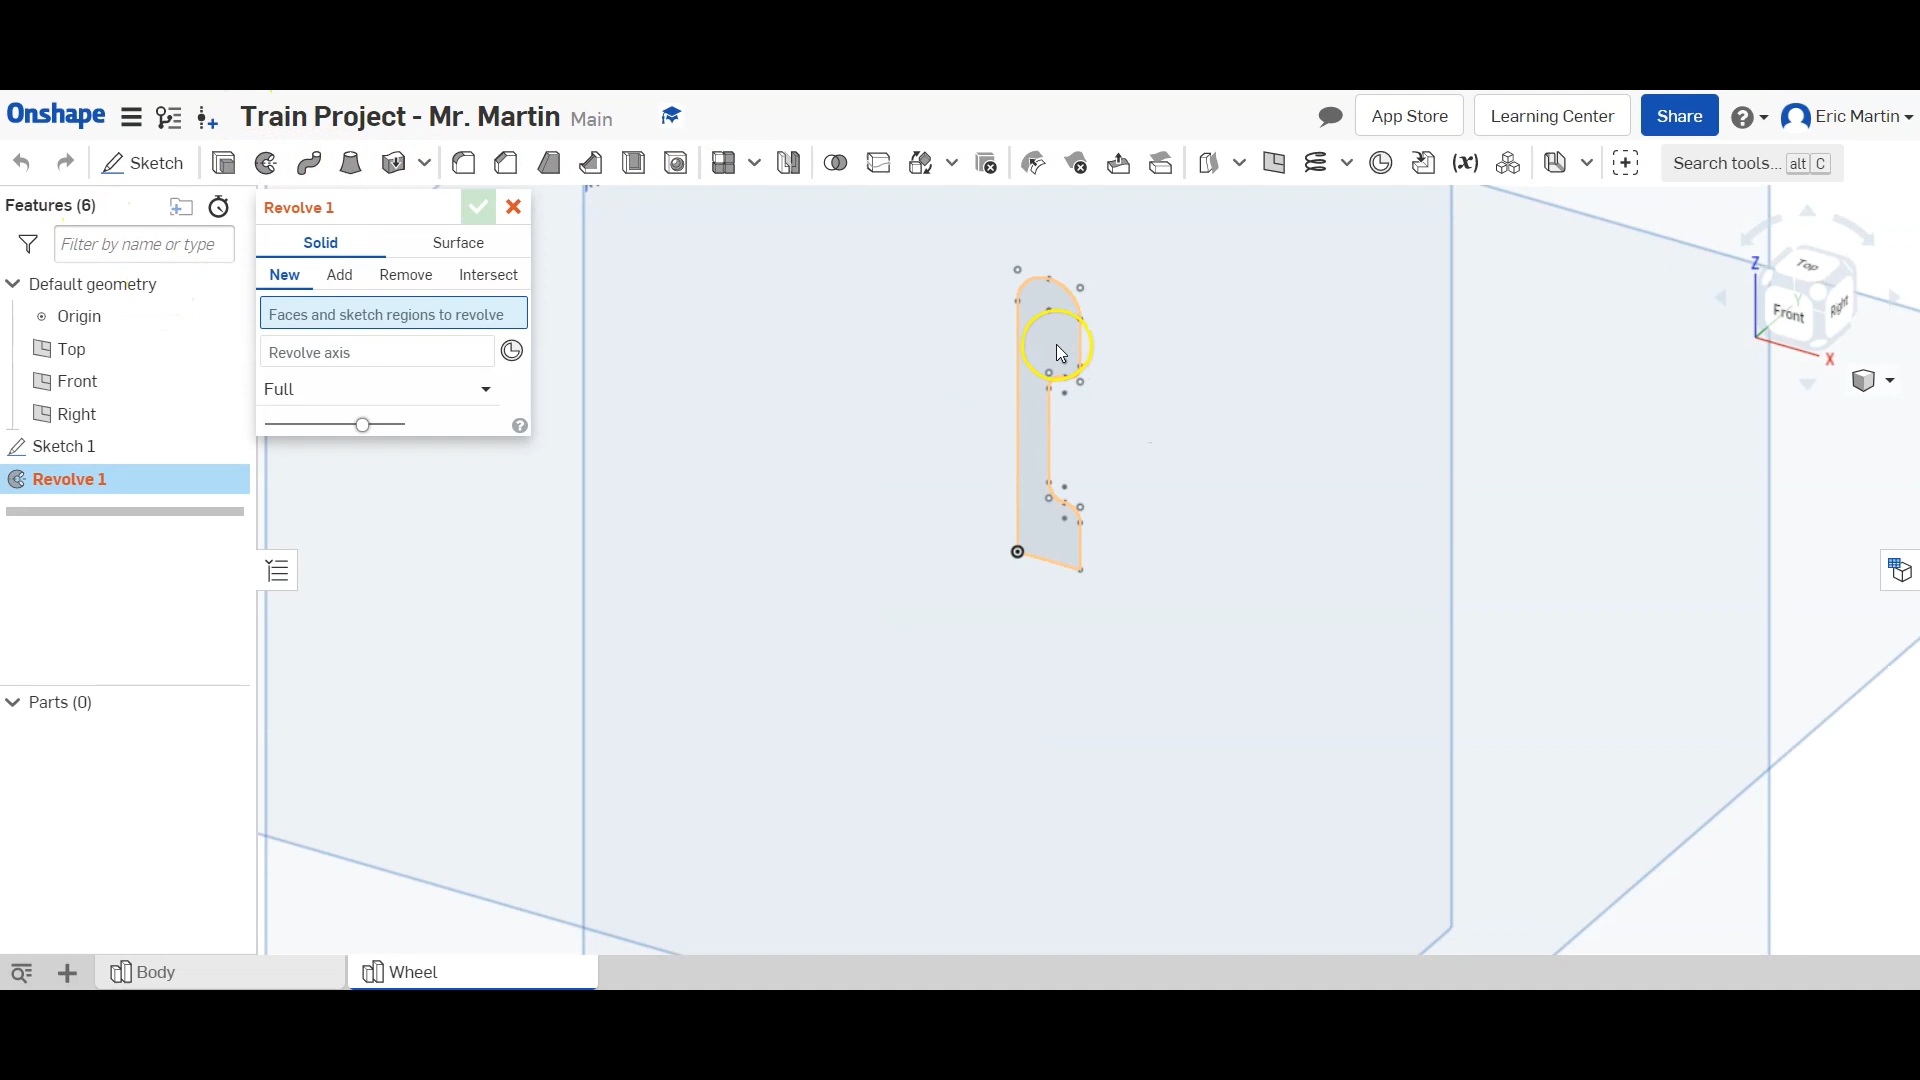 Onshape Train Project - Mr. Martin Main App Store Learning Center Share Eric Martin
Sketch (x) Search tools... alt C
Features (6)
Filter by name or type
Default geometry
Origin
Top
Front
Right
Sketch 1
Revolve 1
Parts (0)
Revolve 1
Solid Surface
New Add Remove Intersect
Faces and sketch regions to revolve
Revolve axis
Full
Z
Top
Y
Front
Right
X
Body Wheel